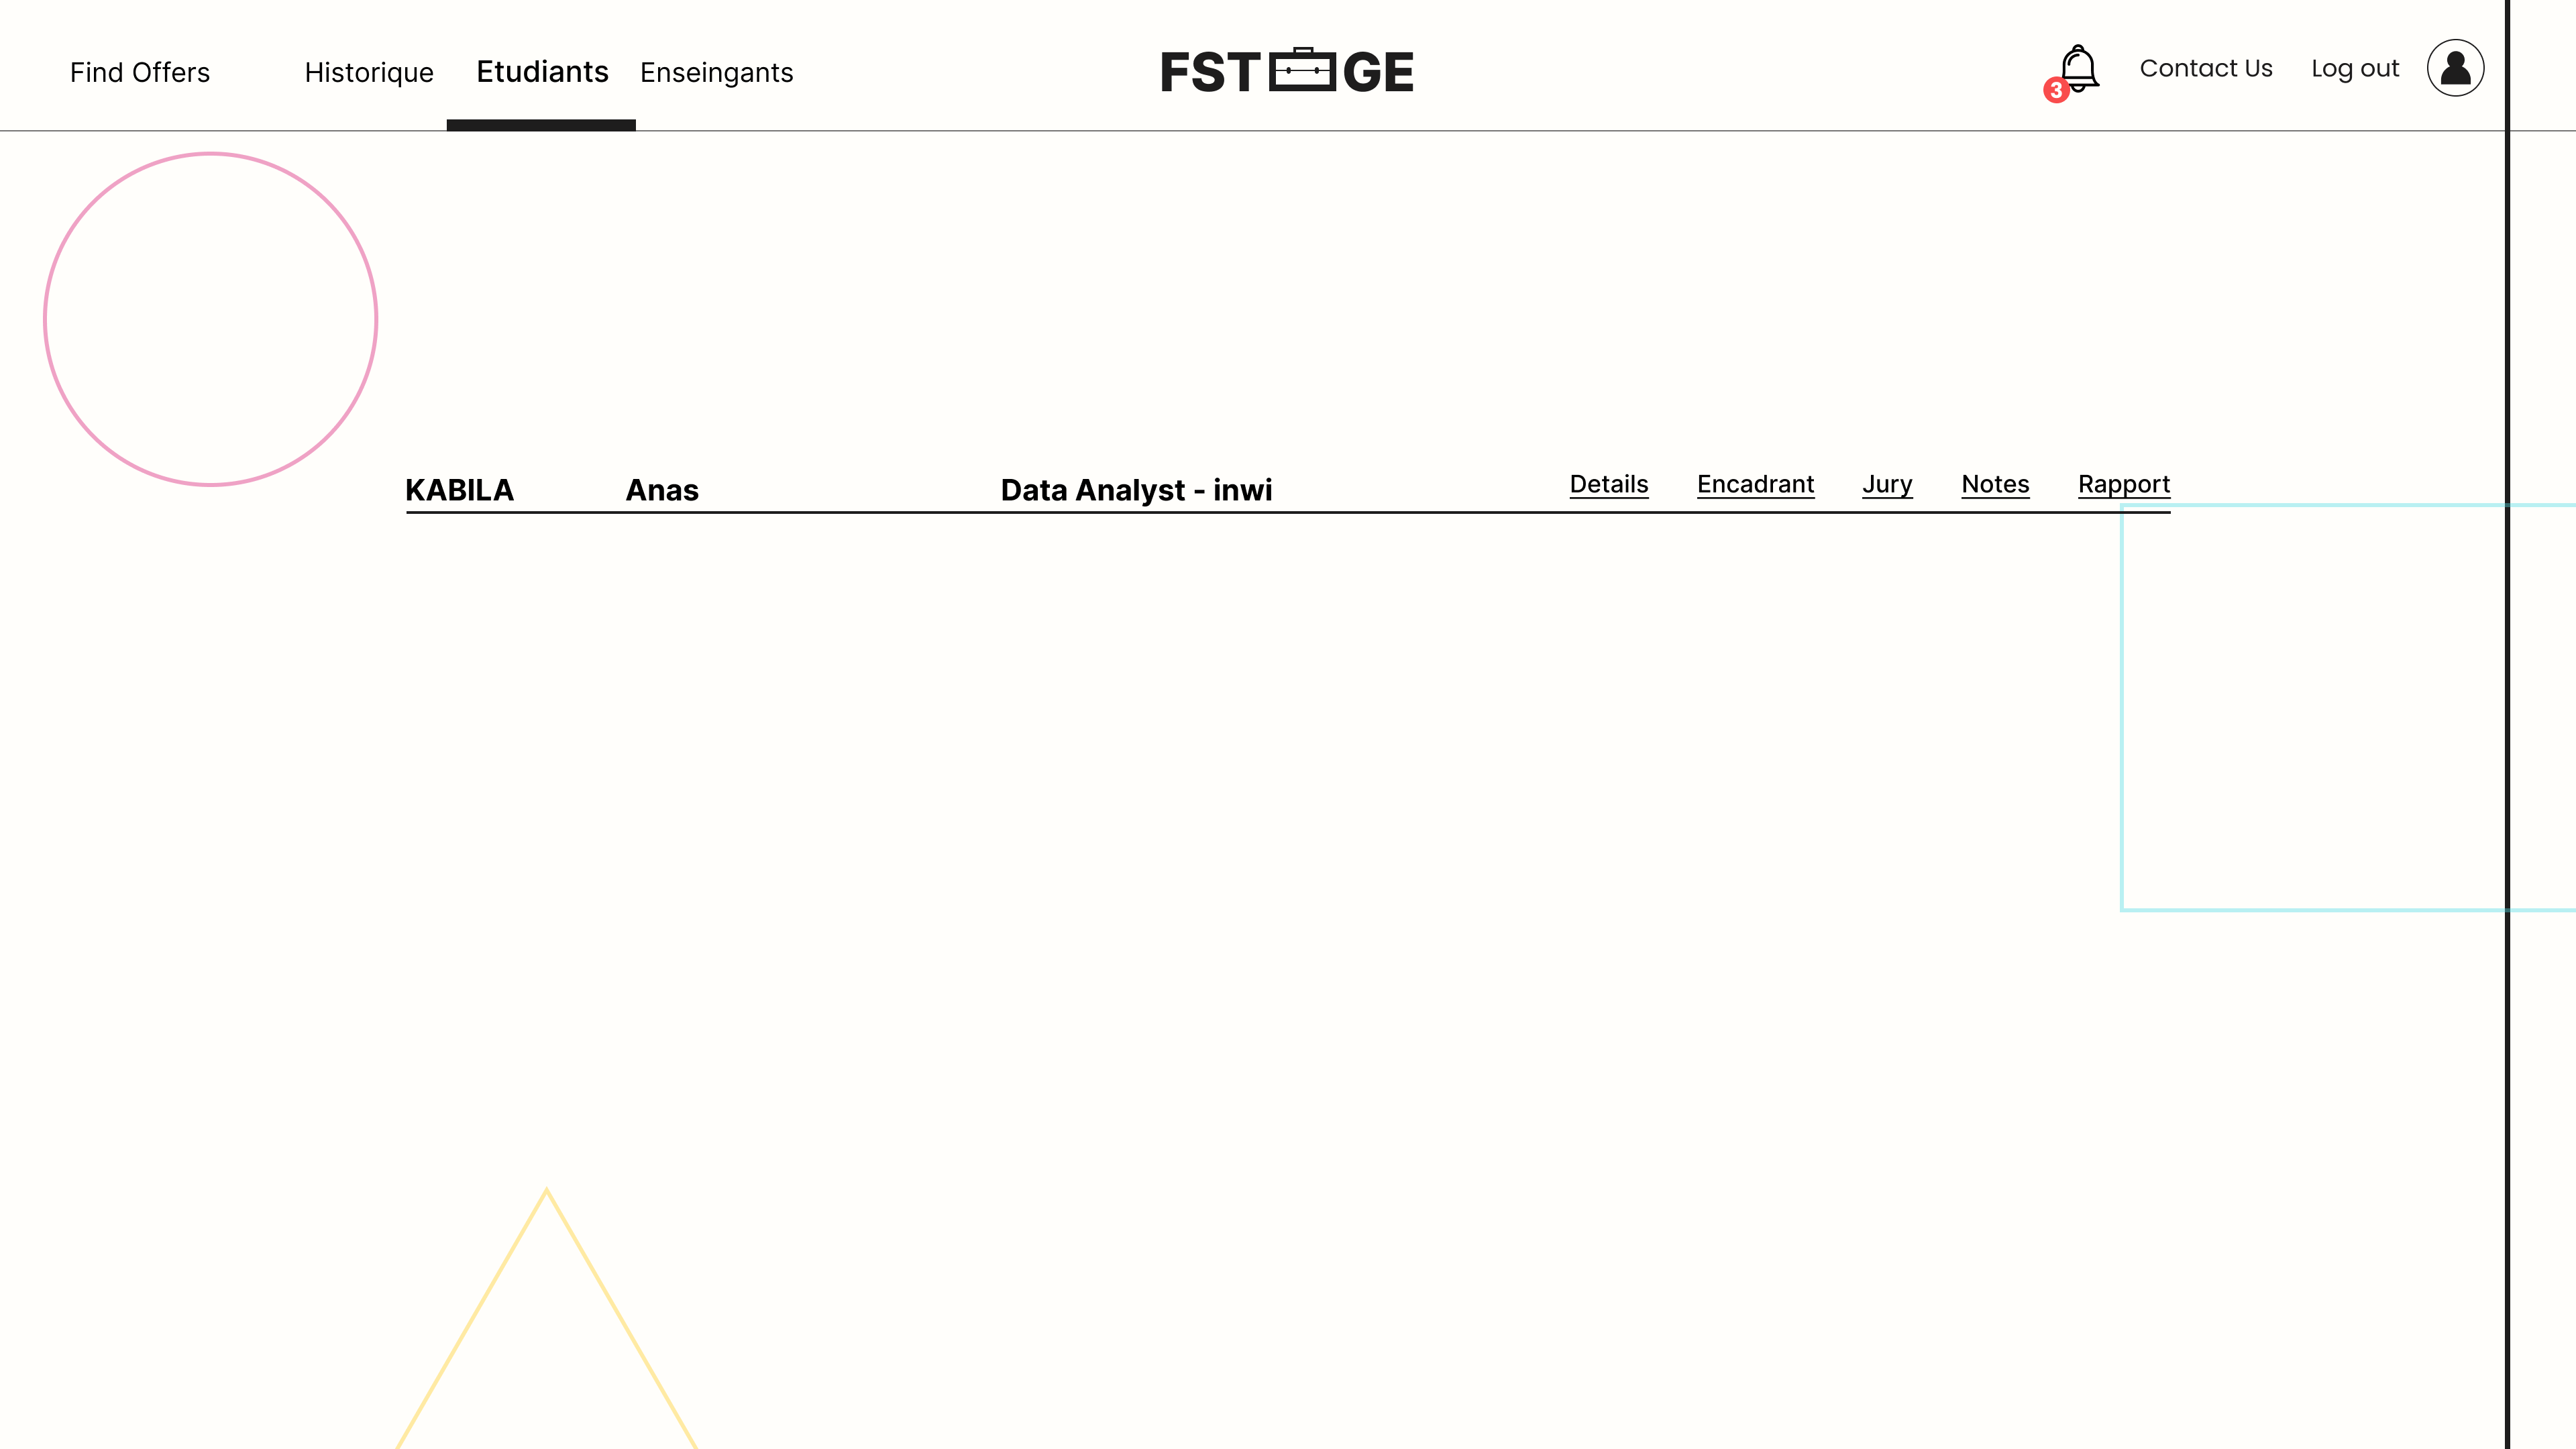 Find Offers Historique Etudiants Enseingants FST GE 3 Contact Us Log out
KABILA Anas Data Analyst - inwi Details Encadrant Jury Notes Rapport